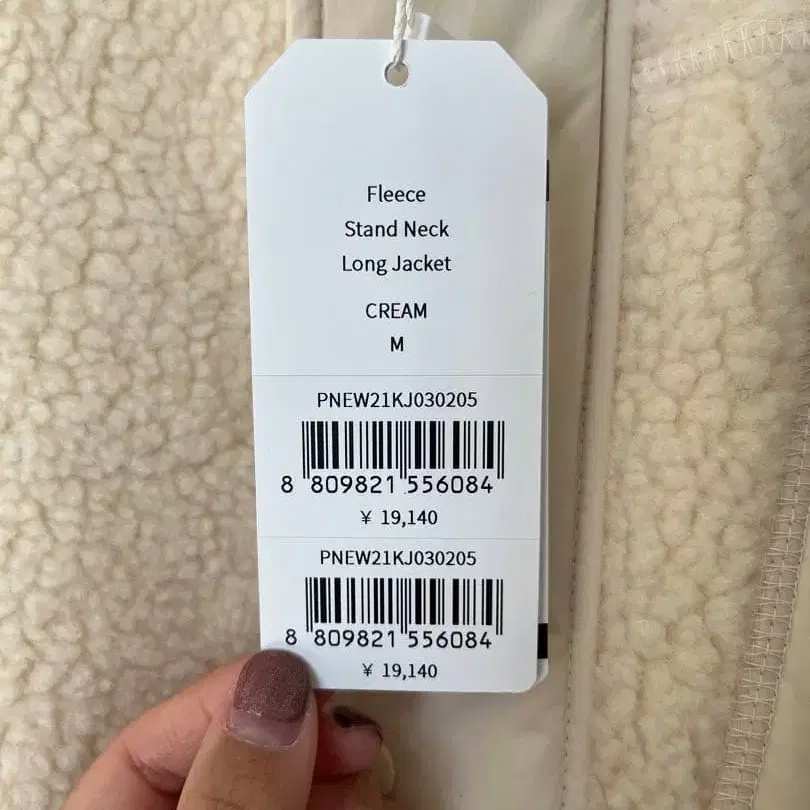 Fleece
Stand Neck
Long Jacket
CREAM
M
PNEW21KJ030205
8 809821 556084
¥ 19,140
PNEW21KJ030205
8 809821 556084
¥ 19,140